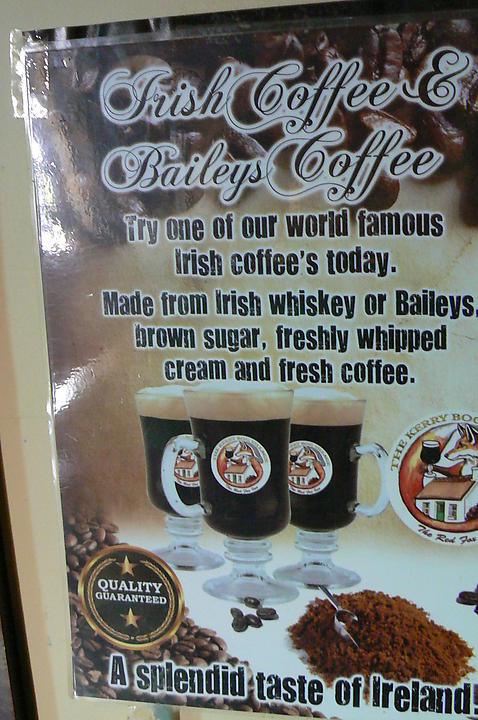 Irish Coffee &
Baileys Coffee
Try one of our world famous
Irish coffee's today.
Made from Irish whiskey or Baileys,
brown sugar, freshly whipped
cream and fresh coffee.
THE KERRY BOG
The Red Fox
QUALITY
GUARANTEED
A splendid taste of Ireland!